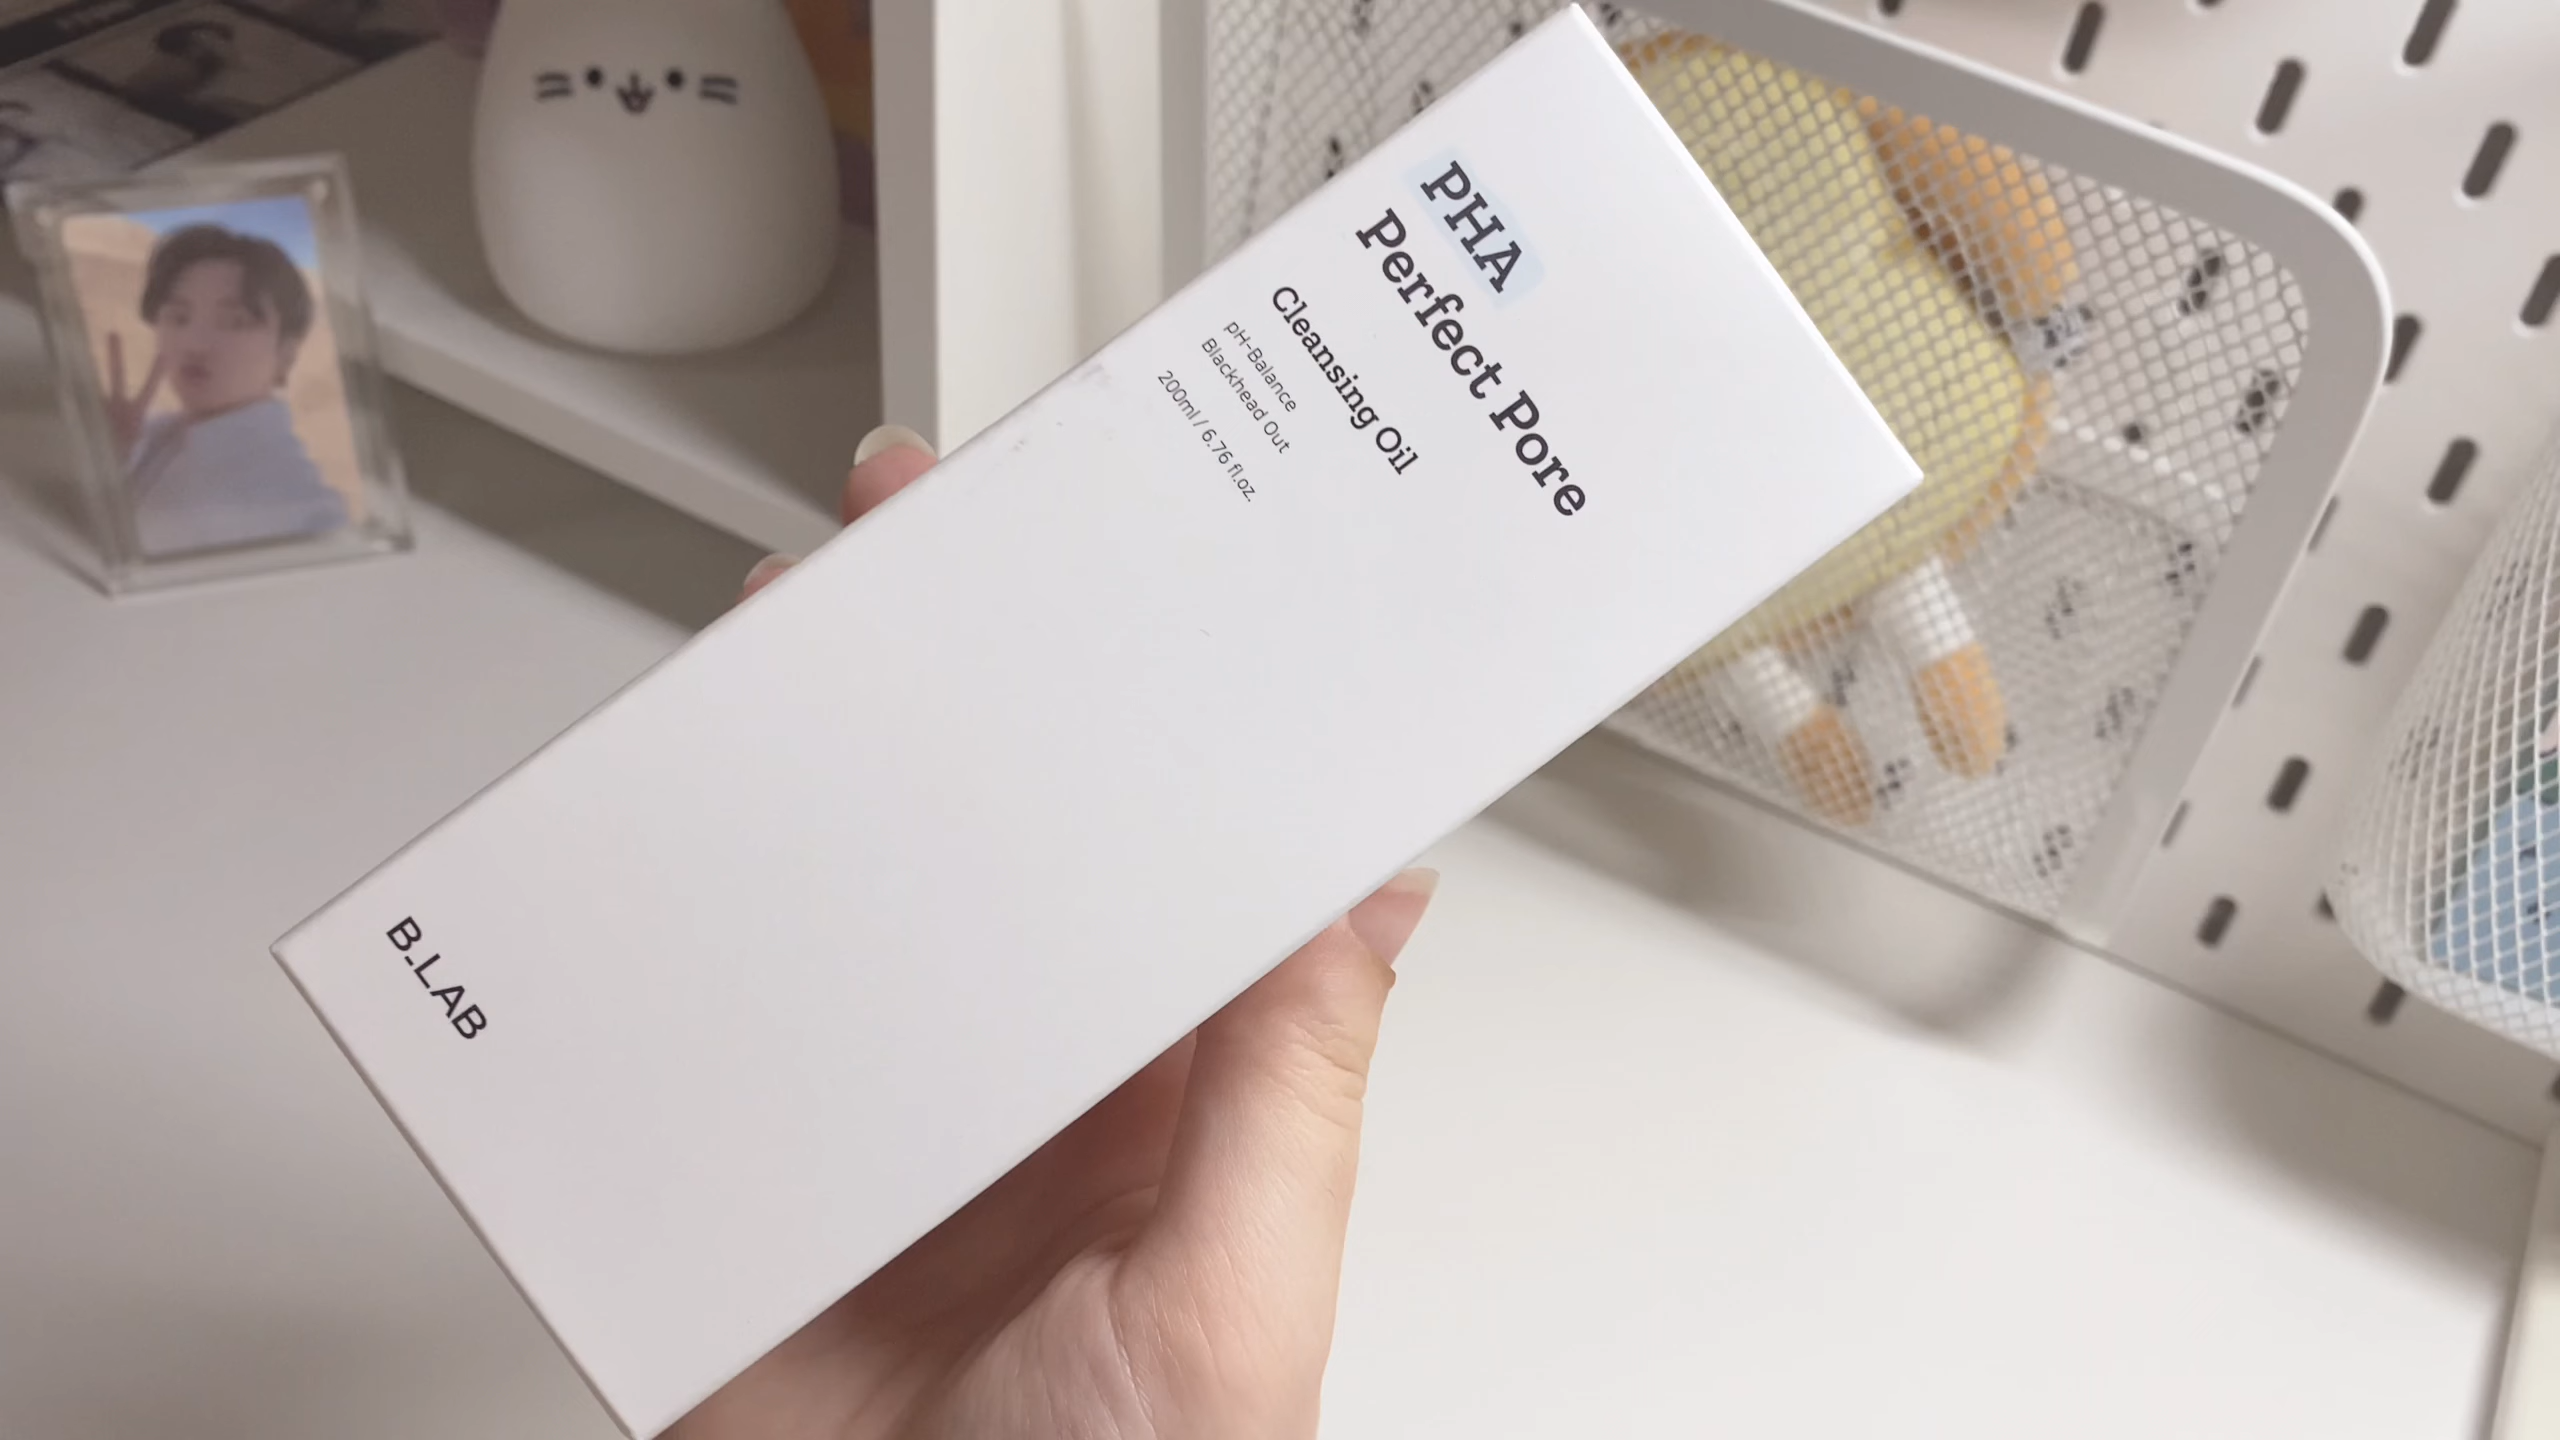 PHA
Perfect Pore
Cleansing Oil
pH-Balance
Blackhead Out
200ml / 6.76 fl.oz.
B_LAB